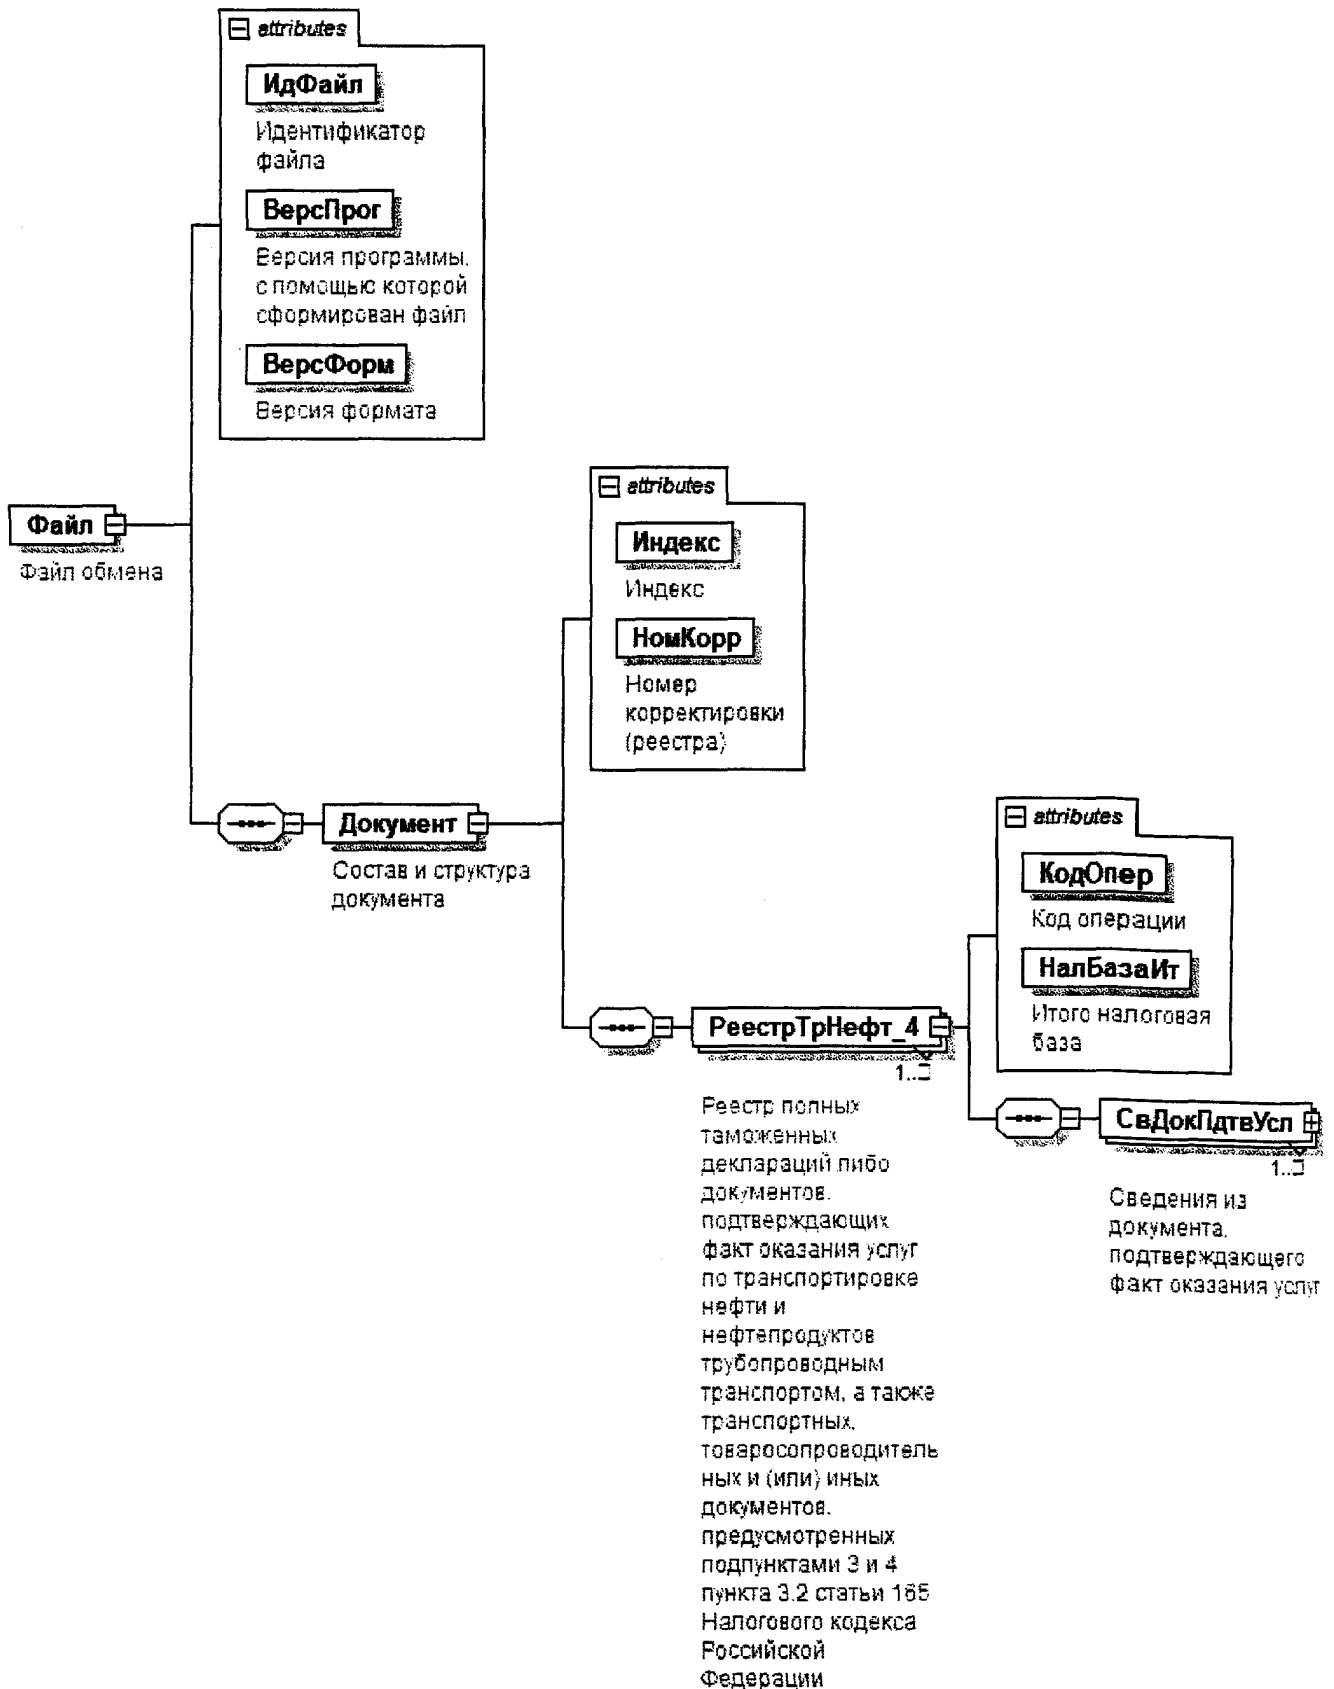 attributes
ИдФайл
Идентификатор
файла
ВерсПрог
Версия программы,
с помощью которой
сформирован файл
ВерсФорм
Версия формата
Файл
Файл обмена
attributes
Индекс
Индекс
НомКорр
Номер
корректировки
(реестра)
Документ
Состав и структура
документа
attributes
КодОпер
Код операции
НалБазаИт
Итого налоговая
база
РеестрТрНефт_4
Реестр полных
таможенных
деклараций либо
документов,
подтверждающих
факт оказания услуг
по транспортировке
нефти и
нефтепродуктов
трубопроводным
транспортом, а также
транспортных,
товаросопроводитель
ных и (или) иных
документов,
предусмотренных
подпунктами 3 и 4
пункта 3.2 статьи 165
Налогового кодекса
Российской
Федерации
СвДокПдтвУсл
Сведения из
документа,
подтверждающего
факт оказания услуг